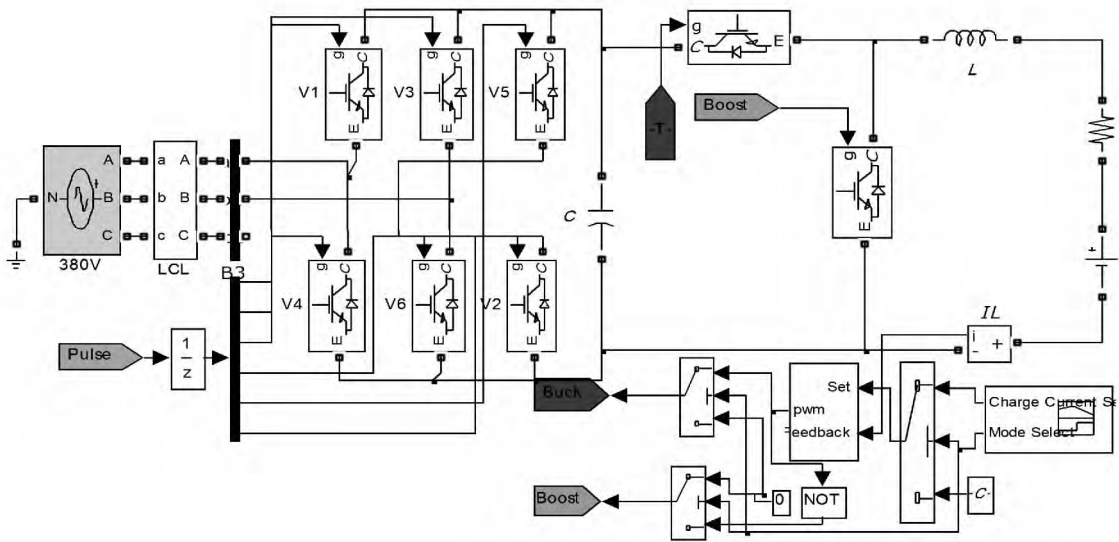 g C E
V1
g C E
V3
g C E
V5
g C E
-T-
Boost
g C E
L
N A B C
380V
a b c A B C
LCL
B3
C
g C E
V4
g C E
V6
g C E
V2
Pulse
1
z
Buck
Boost
IL
i
-
+
Set
pwm
Feedback
Charge Current Se
Mode Select
0
NOT
-C-